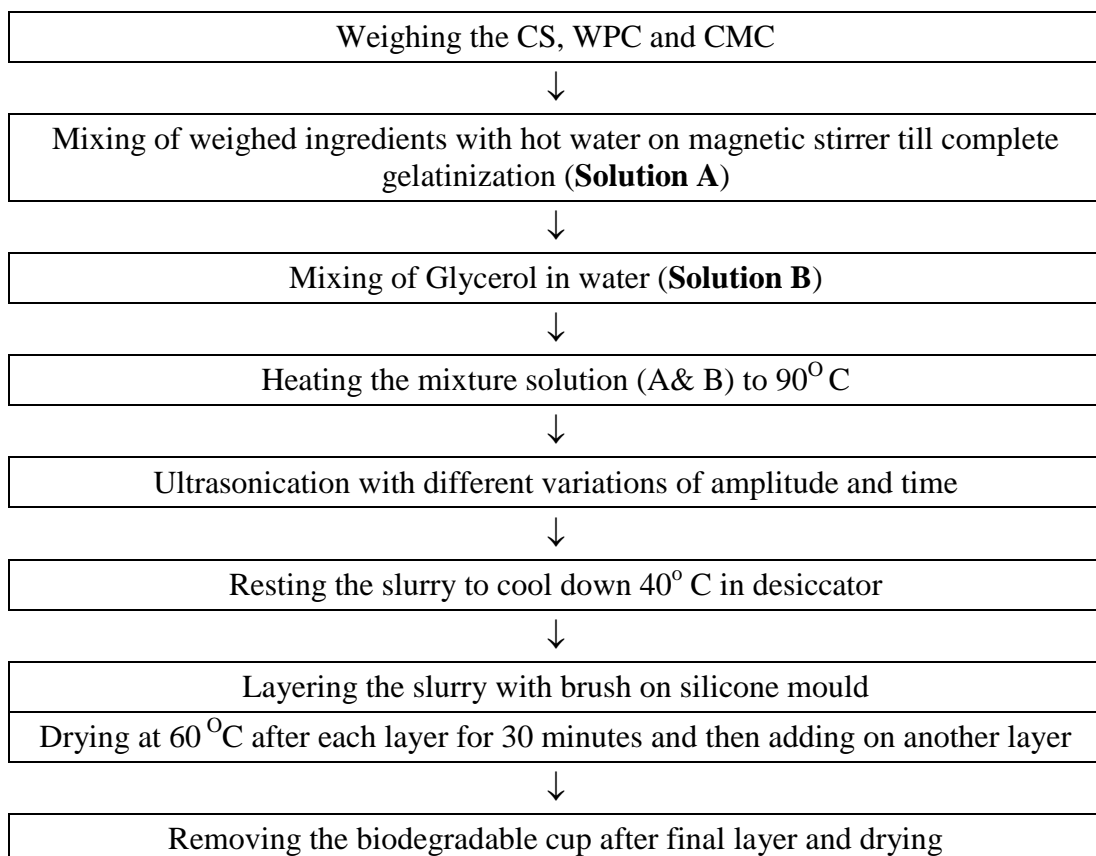 Weighing the CS, WPC and CMC
↓
Mixing of weighed ingredients with hot water on magnetic stirrer till complete
gelatinization (Solution A)
↓
Mixing of Glycerol in water (Solution B)
↓
Heating the mixture solution (A& B) to 90ᴼ C
↓
Ultrasonication with different variations of amplitude and time
↓
Resting the slurry to cool down 40ᵒ C in desiccator
↓
Layering the slurry with brush on silicone mould
Drying at 60 ᴼC after each layer for 30 minutes and then adding on another layer
↓
Removing the biodegradable cup after final layer and drying